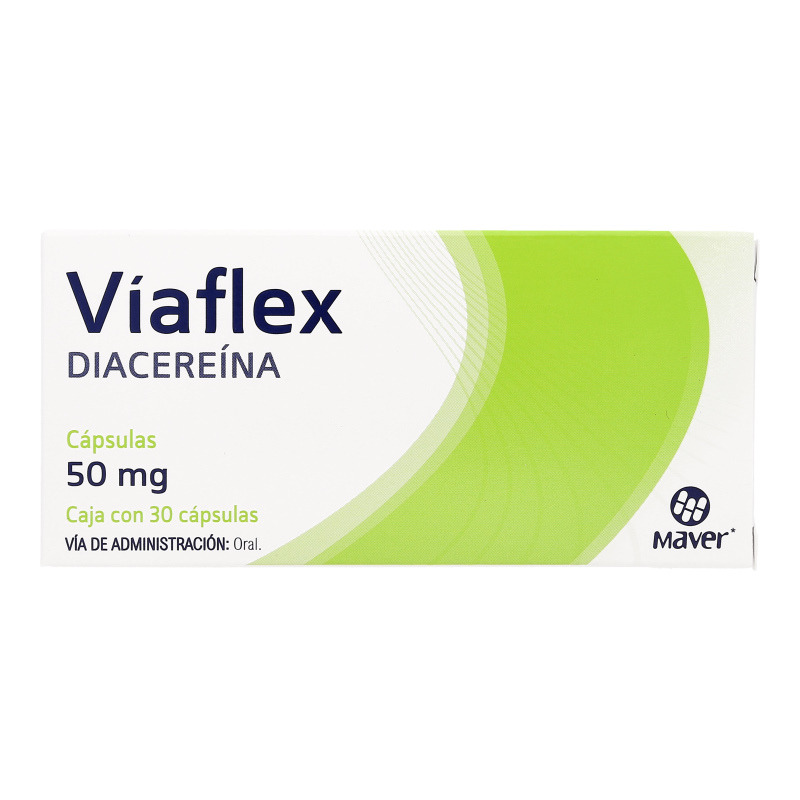 Víaflex
DIACEREÍNA
Cápsulas
50 mg
Caja con 30 cápsulas
VÍA DE ADMINISTRACIÓN: Oral.
Maver*